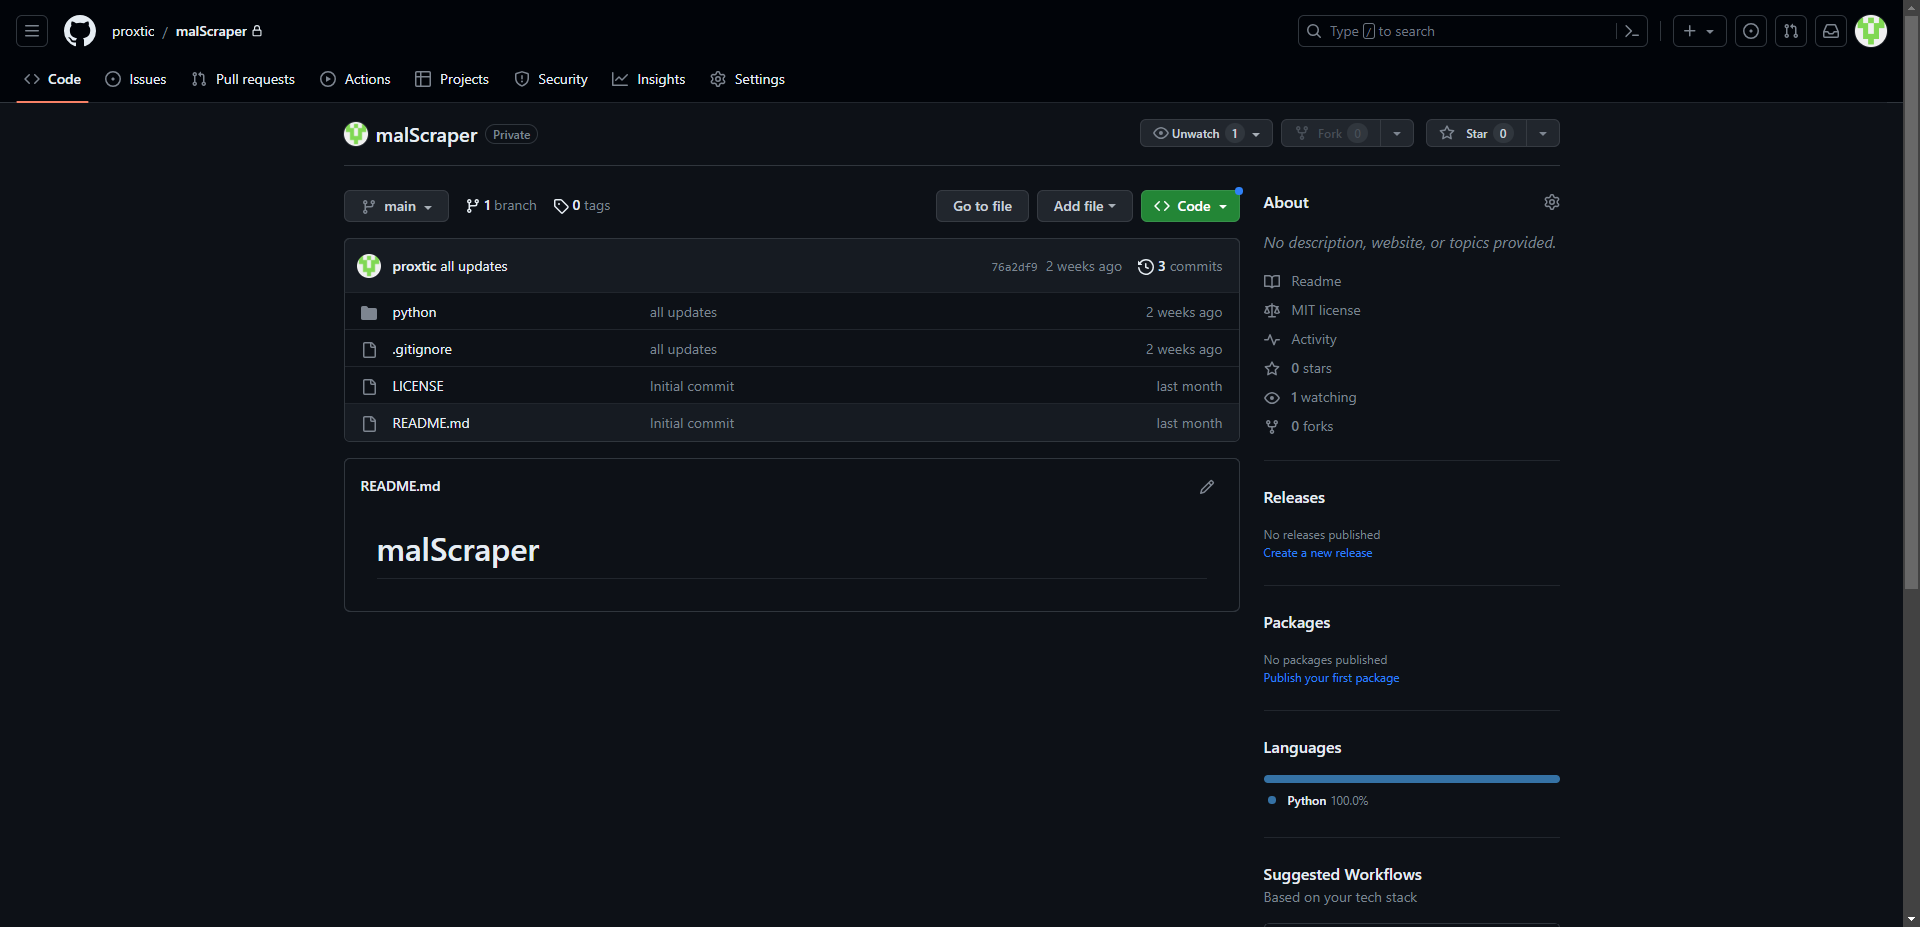 proxtic / malScraper
Type / to search
Code Issues Pull requests Actions Projects Security Insights Settings
malScraper Private
Unwatch 1 Fork 0 Star 0
main 1 branch 0 tags
Go to file Add file Code
proxtic all updates 76a2df9 2 weeks ago 3 commits
python all updates 2 weeks ago
.gitignore all updates 2 weeks ago
LICENSE Initial commit last month
README.md Initial commit last month
README.md
malScraper
About
No description, website, or topics provided.
Readme
MIT license
Activity
0 stars
1 watching
0 forks
Releases
No releases published
Create a new release
Packages
No packages published
Publish your first package
Languages
Python 100.0%
Suggested Workflows
Based on your tech stack